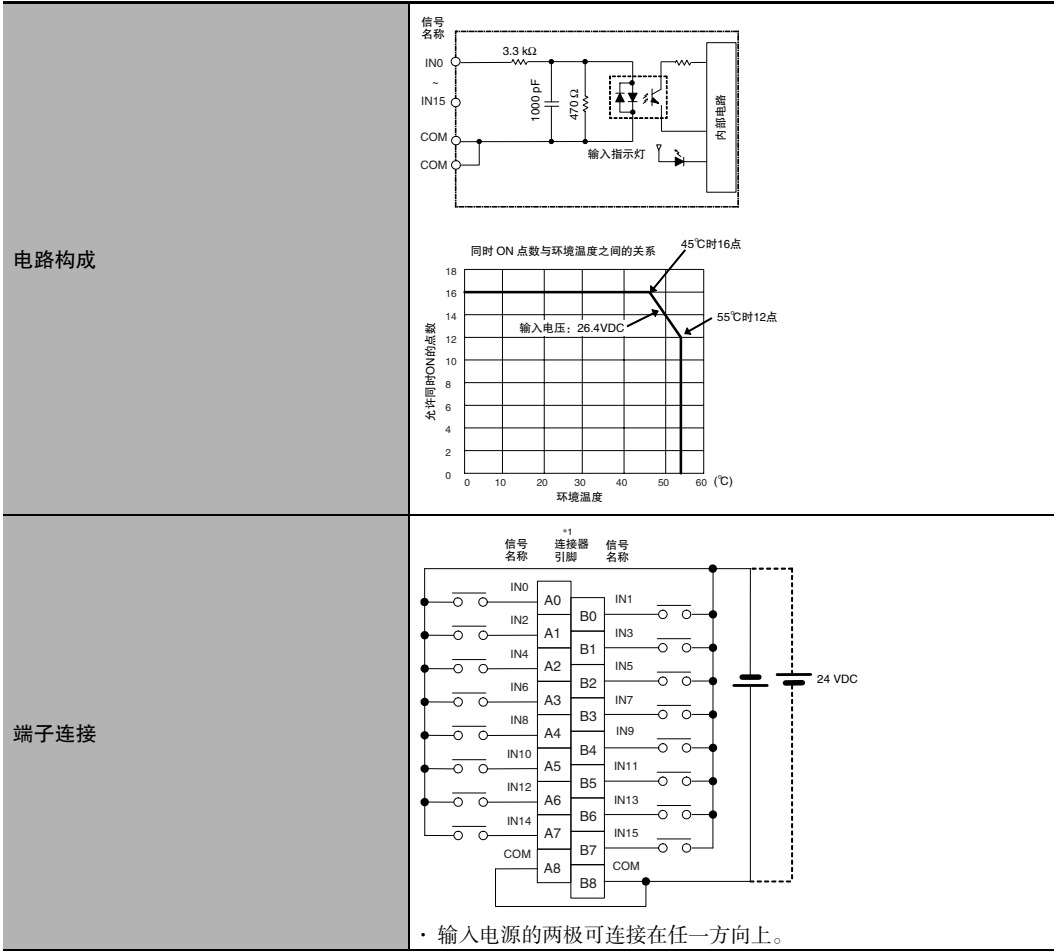 电路构成
信号
名称
IN0
~
IN15
COM
COM
3.3 kΩ
1000 pF
470 Ω
输入指示灯
内部电路
同时 ON 点数与环境温度之间的关系
45℃时16点
55℃时12点
输入电压：26.4VDC
允许同时ON的点数
18
16
14
12
10
8
6
4
2
0
0 10 20 30 40 50 60 (℃)
环境温度
端子连接
信号
名称
*1
连接器
引脚
信号
名称
IN0 A0
B0 IN1
IN2 A1
B1 IN3
IN4 A2
B2 IN5
IN6 A3
B3 IN7
IN8 A4
B4 IN9
IN10 A5
B5 IN11
IN12 A6
B6 IN13
IN14 A7
B7 IN15
COM A8
B8 COM
24 VDC
· 输入电源的两极可连接在任一方向上。